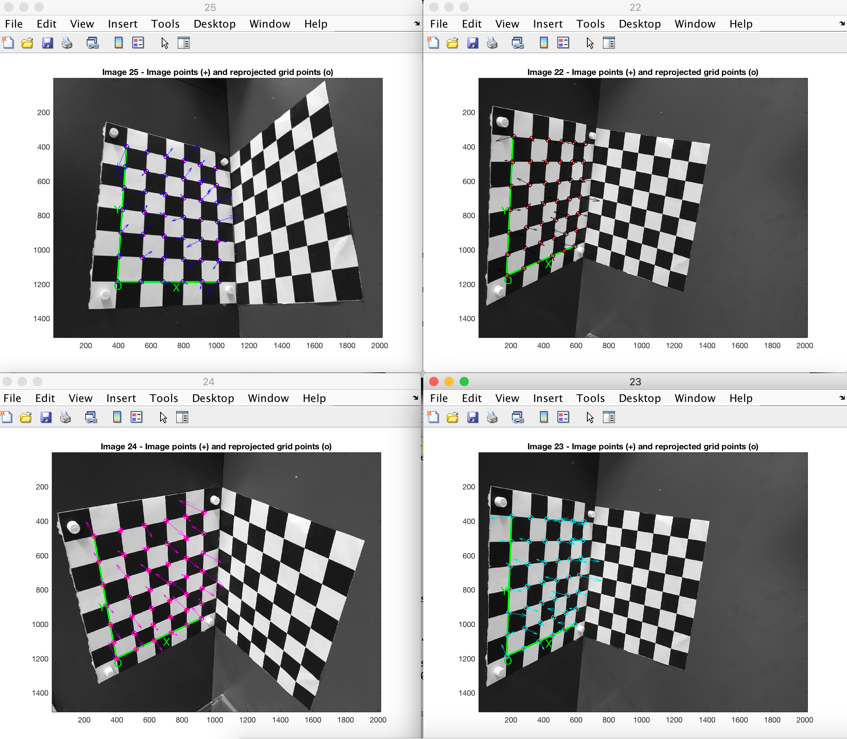 25
File Edit View Insert Tools Desktop Window Help
Image 25 - Image points (+) and reprojected grid points (o)
200
400
600
800
1000
1200
1400
Y
O
X
200 400 600 800 1000 1200 1400 1600 1800 2000
22
File Edit View Insert Tools Desktop Window Help
Image 22 - Image points (+) and reprojected grid points (o)
200
400
600
800
1000
1200
1400
Y
O
X
200 400 600 800 1000 1200 1400 1600 1800 2000
24
File Edit View Insert Tools Desktop Window Help
Image 24 - Image points (+) and reprojected grid points (o)
200
400
600
800
1000
1200
1400
Y
O
X
200 400 600 800 1000 1200 1400 1600 1800 2000
23
File Edit View Insert Tools Desktop Window Help
Image 23 - Image points (+) and reprojected grid points (o)
200
400
600
800
1000
1200
1400
Y
O
X
200 400 600 800 1000 1200 1400 1600 1800 2000